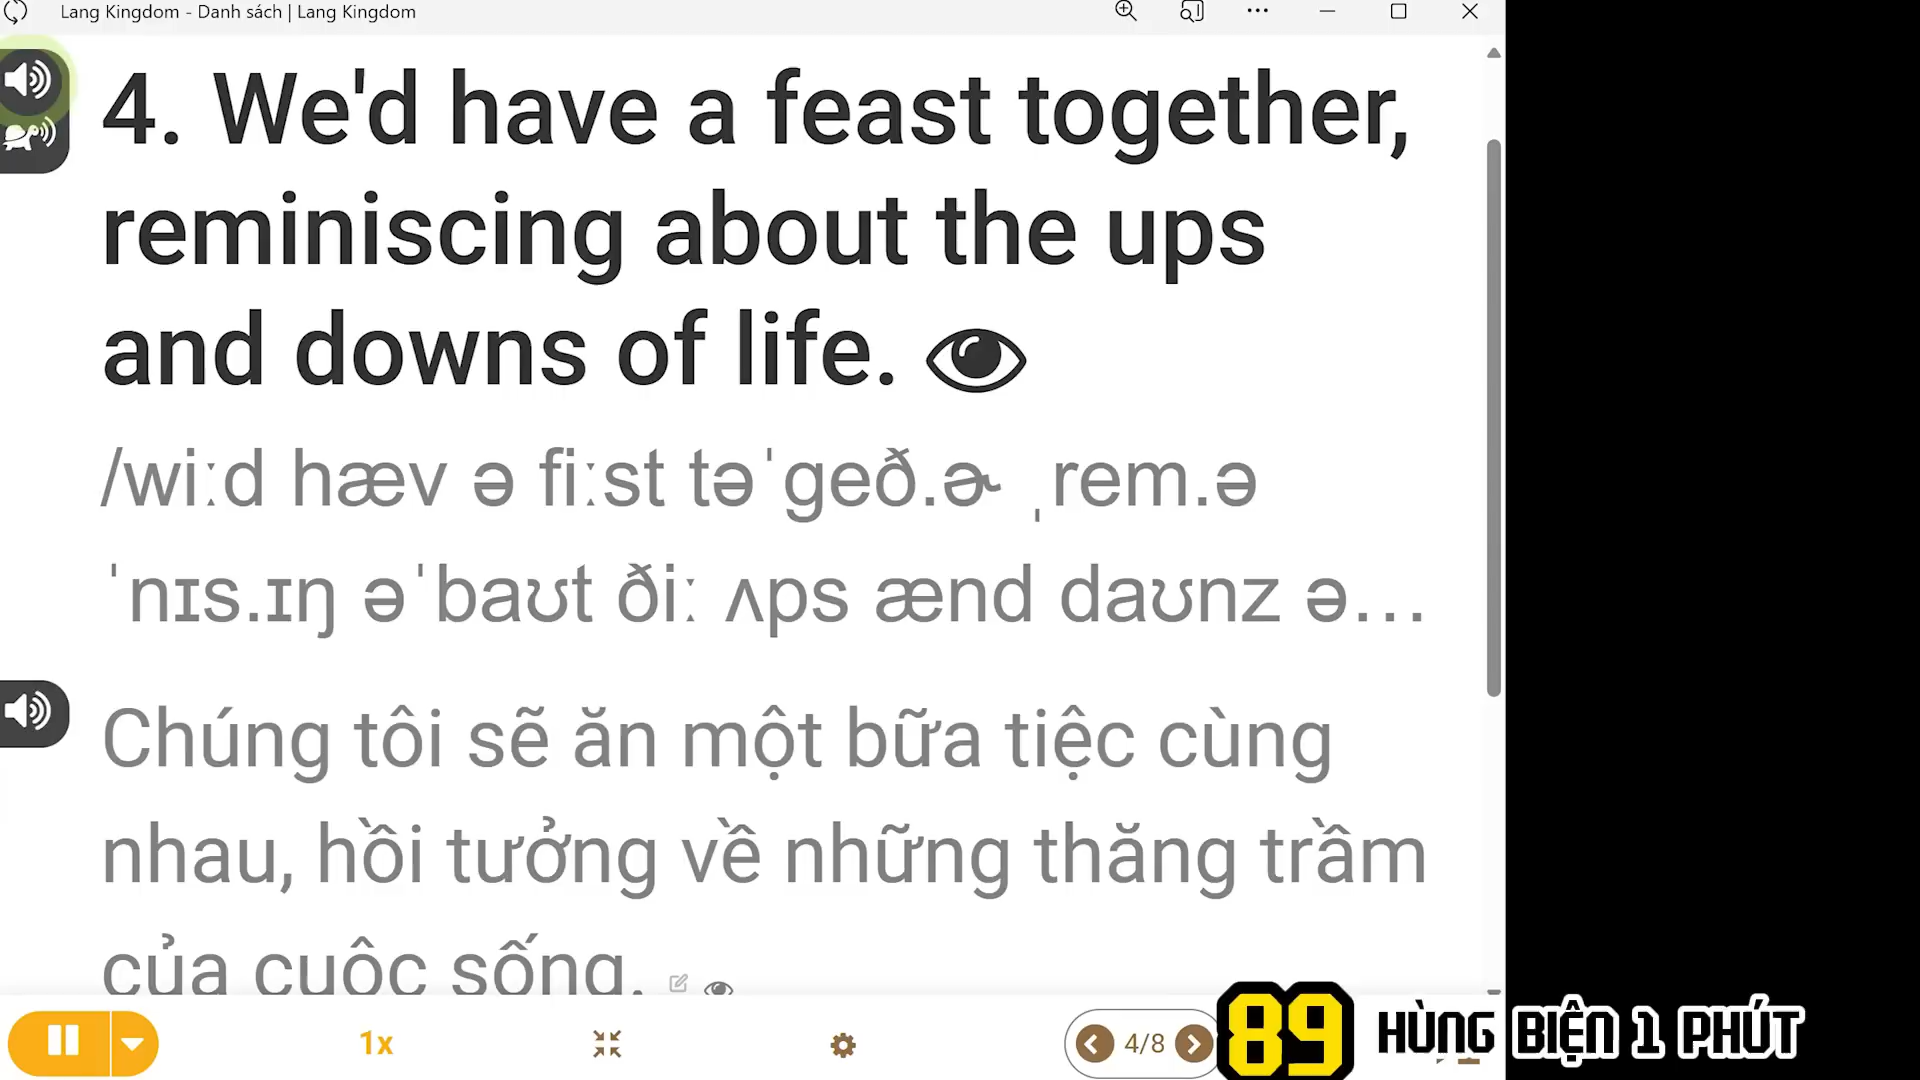 Lang Kingdom - Danh sách | Lang Kingdom
4. We'd have a feast together,
reminiscing about the ups
and downs of life.
/wiːd hæv ə fiːst təˈɡeð.ɚ ˌrem.ə
ˈnɪs.ɪŋ əˈbaʊt ðiː ʌps ænd daʊnz ə...
Chúng tôi sẽ ăn một bữa tiệc cùng
nhau, hồi tưởng về những thăng trầm
của cuộc sống.
1x
4/8
89 HÙNG BIỆN 1 PHÚT